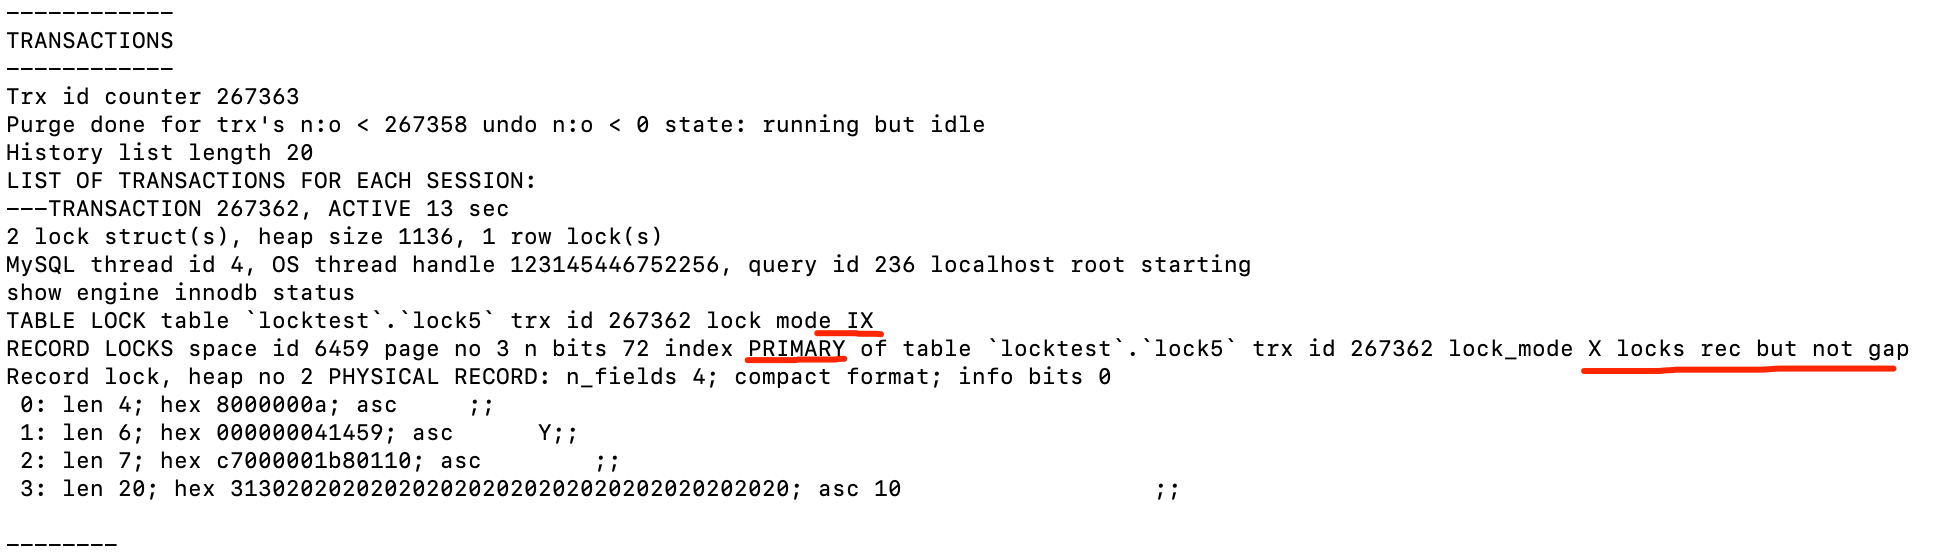 ------------
TRANSACTIONS
------------
Trx id counter 267363
Purge done for trx's n:o < 267358 undo n:o < 0 state: running but idle
History list length 20
LIST OF TRANSACTIONS FOR EACH SESSION:
---TRANSACTION 267362, ACTIVE 13 sec
2 lock struct(s), heap size 1136, 1 row lock(s)
MySQL thread id 4, OS thread handle 123145446752256, query id 236 localhost root starting
show engine innodb status
TABLE LOCK table `locktest`.`lock5` trx id 267362 lock mode IX
RECORD LOCKS space id 6459 page no 3 n bits 72 index PRIMARY of table `locktest`.`lock5` trx id 267362 lock_mode X locks rec but not gap
Record lock, heap no 2 PHYSICAL RECORD: n_fields 4; compact format; info bits 0
 0: len 4; hex 8000000a; asc     ;;
 1: len 6; hex 000000041459; asc      Y;;
 2: len 7; hex c7000001b80110; asc        ;;
 3: len 20; hex 3130202020202020202020202020202020202020; asc 10                  ;;
--------